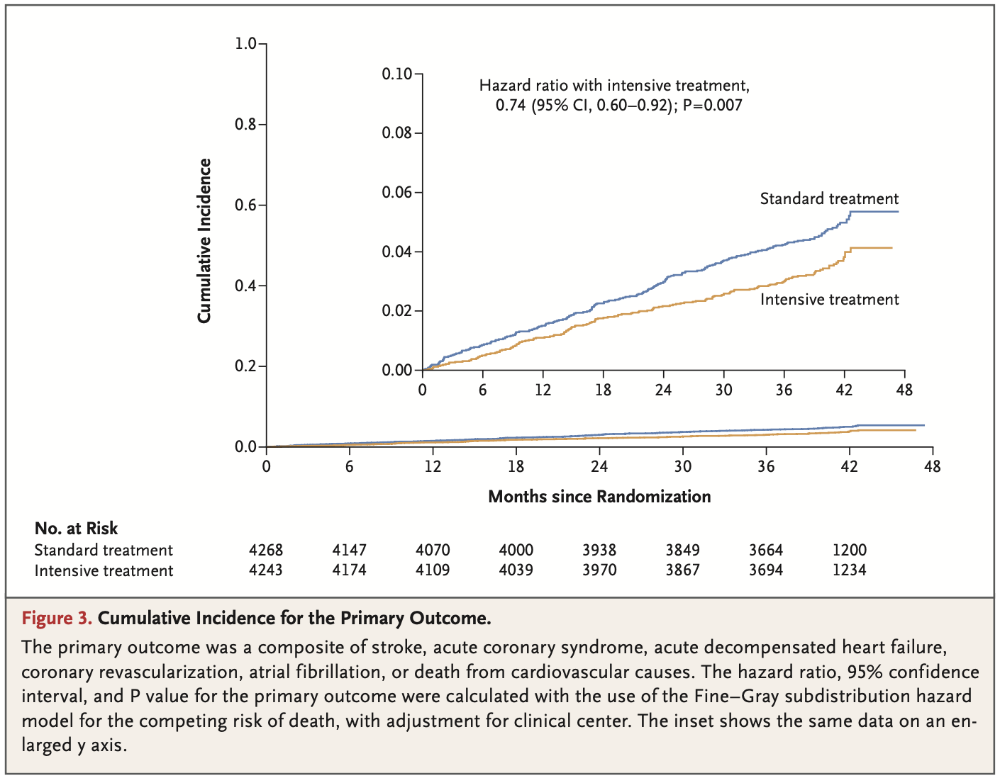 1.0
0.8
0.6
0.4
0.2
0.0
Cumulative Incidence
0.10
0.08
0.06
0.04
0.02
0.00
Hazard ratio with intensive treatment,
0.74 (95% CI, 0.60–0.92); P=0.007
Standard treatment
Intensive treatment
0 6 12 18 24 30 36 42 48
0 6 12 18 24 30 36 42 48
Months since Randomization
No. at Risk
Standard treatment 4268 4147 4070 4000 3938 3849 3664 1200
Intensive treatment 4243 4174 4109 4039 3970 3867 3694 1234
Figure 3. Cumulative Incidence for the Primary Outcome.
The primary outcome was a composite of stroke, acute coronary syndrome, acute decompensated heart failure,
coronary revascularization, atrial fibrillation, or death from cardiovascular causes. The hazard ratio, 95% confidence
interval, and P value for the primary outcome were calculated with the use of the Fine–Gray subdistribution hazard
model for the competing risk of death, with adjustment for clinical center. The inset shows the same data on an en-
larged y axis.